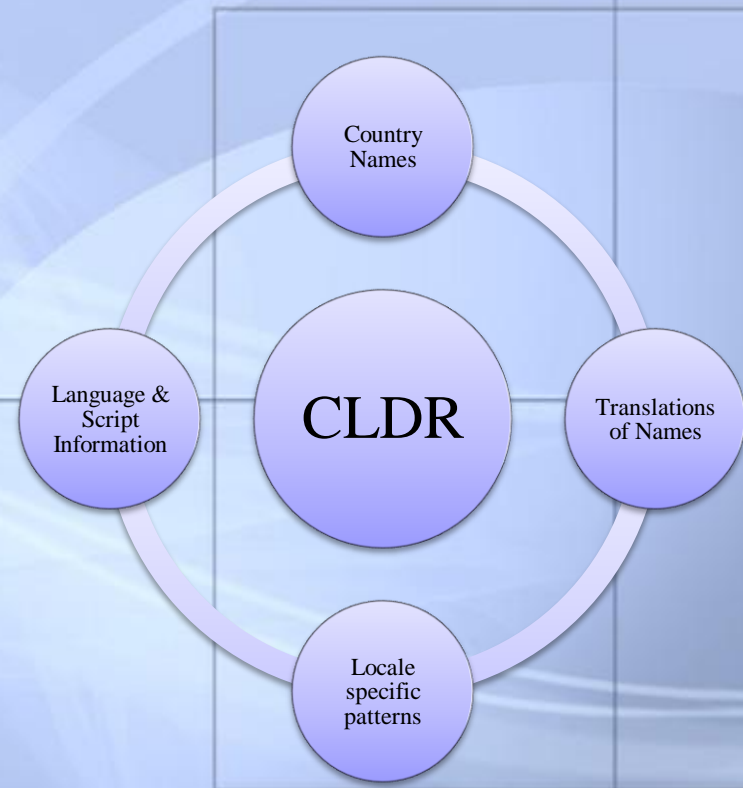 Country
Names
Language &
Script
Information
CLDR
Translations
of Names
Locale
specific
patterns